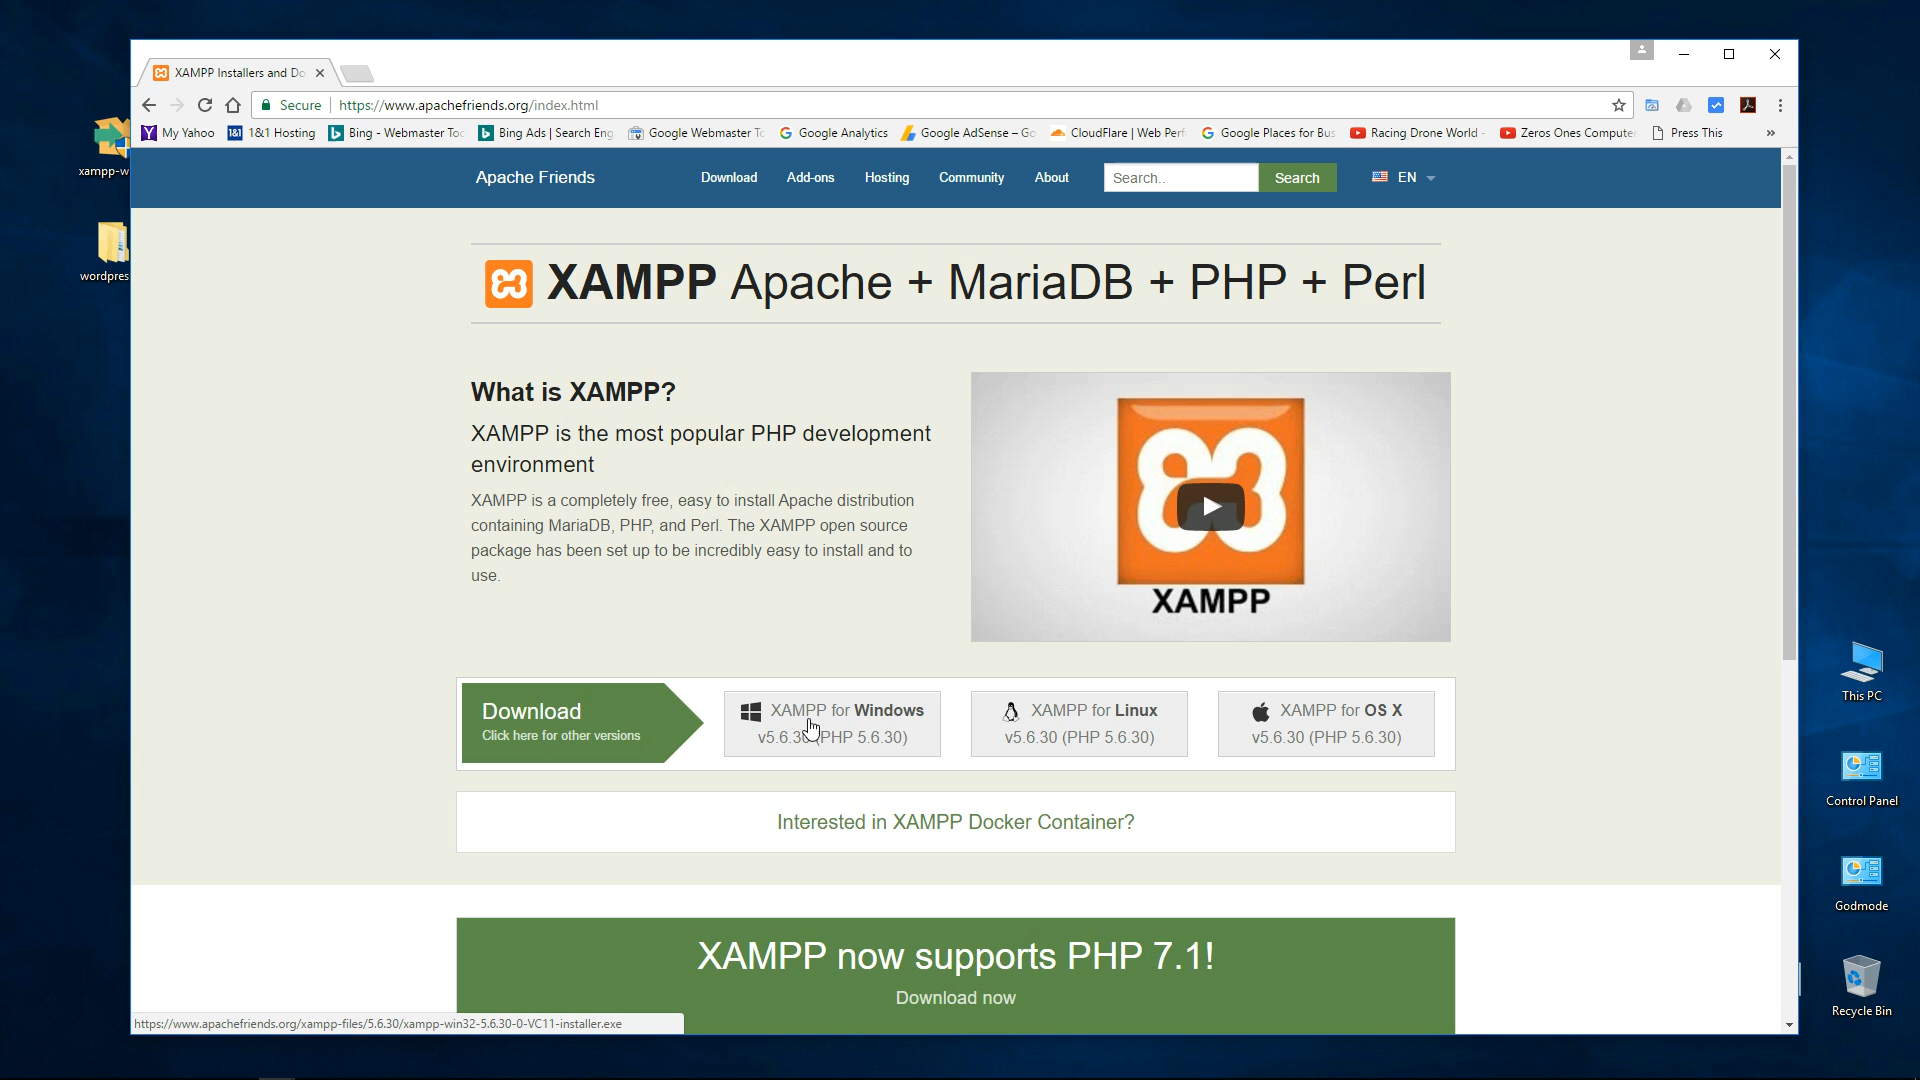 XAMPP Installers and Do
Secure
https://www.apachefriends.org/index.html
My Yahoo
1&1 Hosting
Bing - Webmaster Too
Bing Ads | Search Eng
Google Webmaster T
Google Analytics
Google AdSense – Go
CloudFlare | Web Perf
Google Places for Bus
Racing Drone World -
Zeros Ones Compute
Press This
xampp-w
wordpres
Apache Friends
Download
Add-ons
Hosting
Community
About
Search..
Search
EN
XAMPP Apache + MariaDB + PHP + Perl
What is XAMPP?
XAMPP is the most popular PHP development
environment
XAMPP is a completely free, easy to install Apache distribution
containing MariaDB, PHP, and Perl. The XAMPP open source
package has been set up to be incredibly easy to install and to
use.
XAMPP
Download
Click here for other versions
XAMPP for Windows
v5.6.30 (PHP 5.6.30)
XAMPP for Linux
v5.6.30 (PHP 5.6.30)
XAMPP for OS X
v5.6.30 (PHP 5.6.30)
Interested in XAMPP Docker Container?
XAMPP now supports PHP 7.1!
Download now
https://www.apachefriends.org/xampp-files/5.6.30/xampp-win32-5.6.30-0-VC11-installer.exe
This PC
Control Panel
Godmode
Recycle Bin